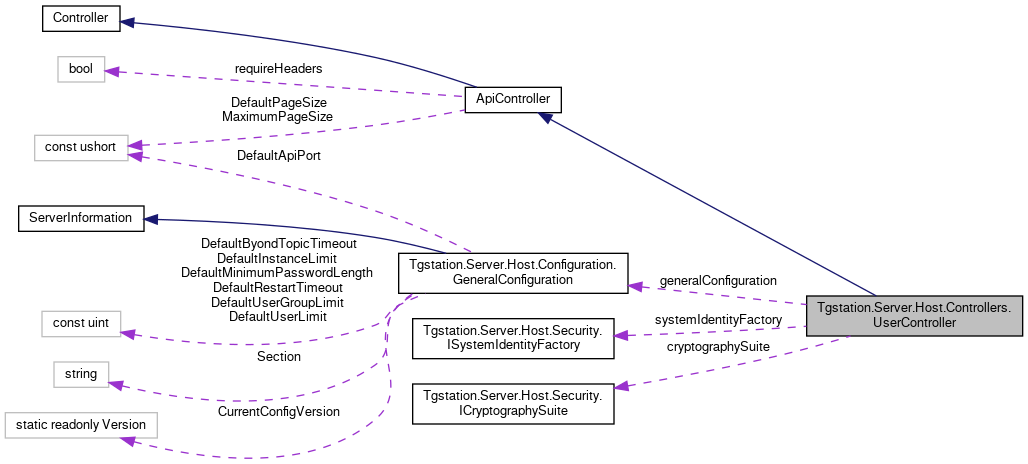 Controller
bool
requireHeaders
ApiController
DefaultPageSize
MaximumPageSize
const ushort
DefaultApiPort
ServerInformation
DefaultByondTopicTimeout
DefaultInstanceLimit
DefaultMinimumPasswordLength
DefaultRestartTimeout
DefaultUserGroupLimit
DefaultUserLimit
Tgstation.Server.Host.Configuration.
GeneralConfiguration
generalConfiguration
Tgstation.Server.Host.Controllers.
UserController
const uint
Tgstation.Server.Host.Security.
ISystemIdentityFactory
systemIdentityFactory
cryptographySuite
Section
string
Tgstation.Server.Host.Security.
ICryptographySuite
CurrentConfigVersion
static readonly Version